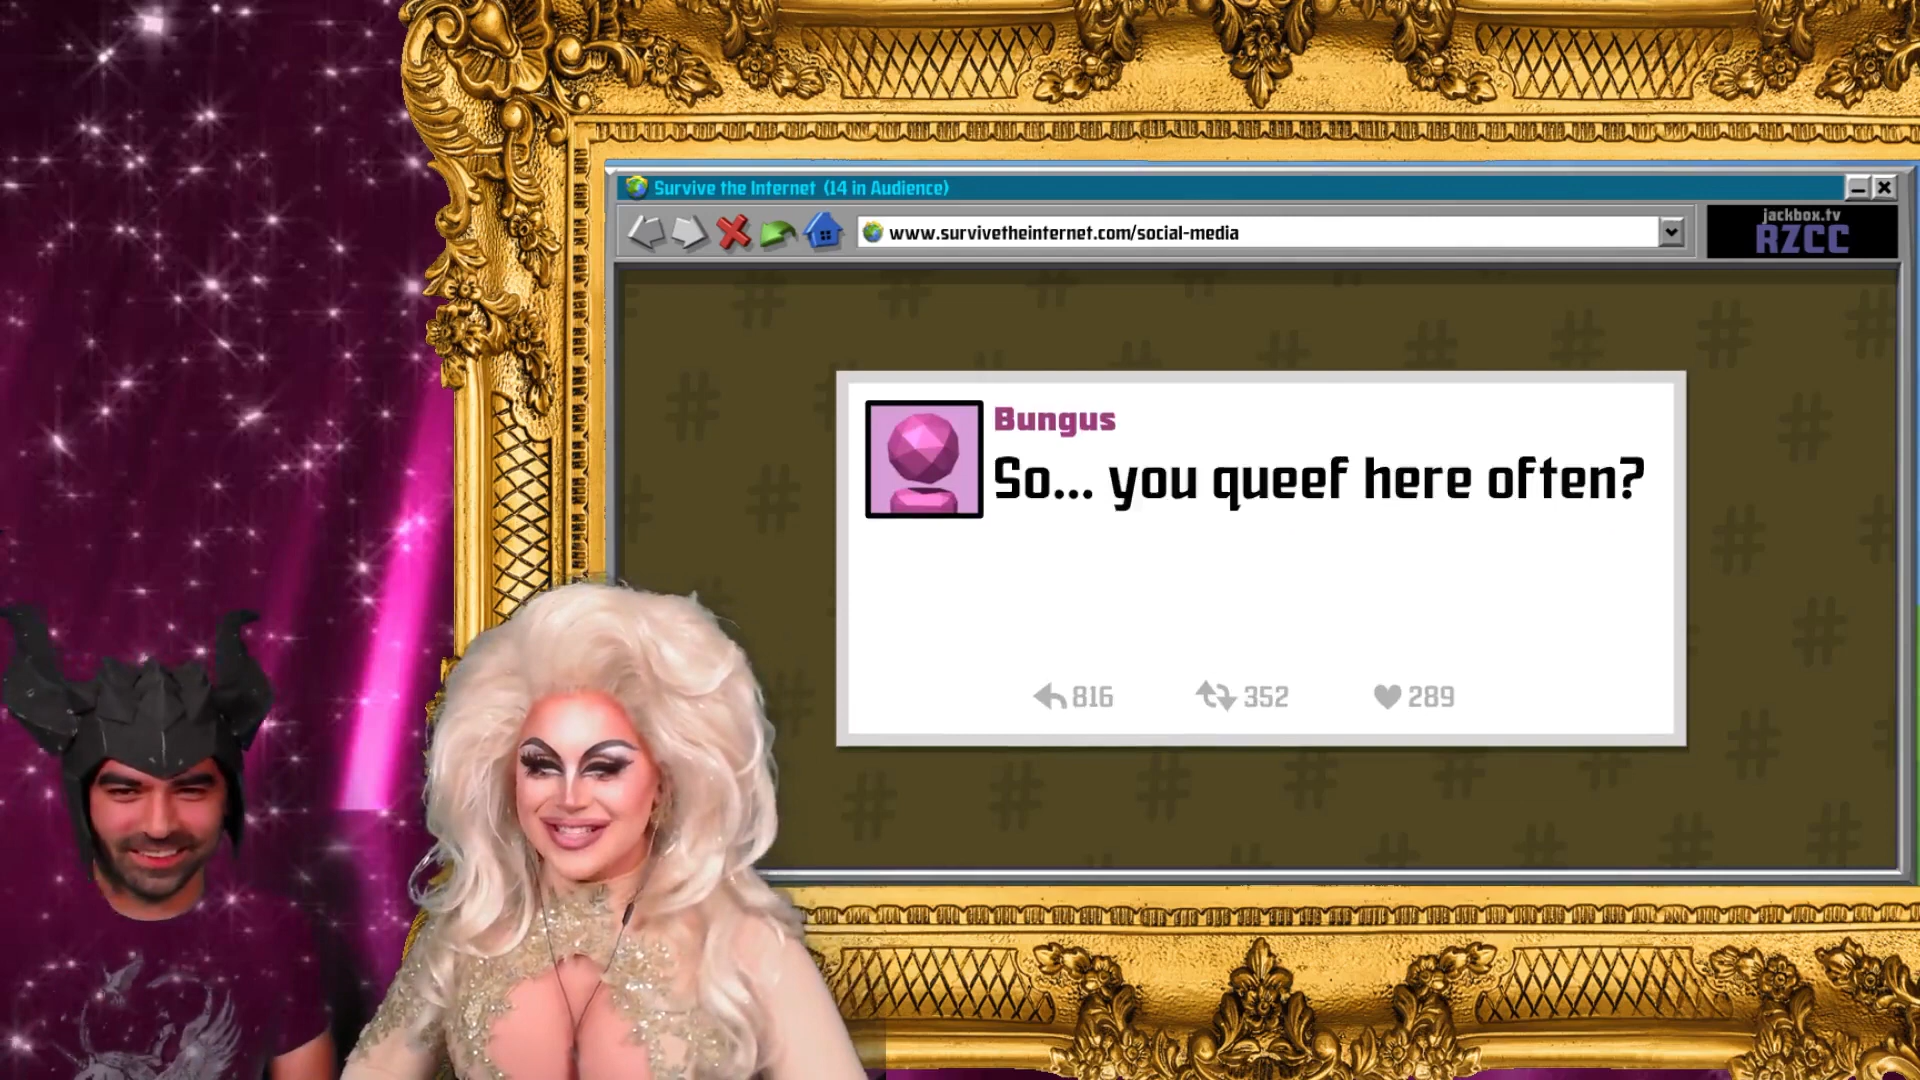 Survive the Internet (14 in Audience)
www.survivetheinternet.com/social-media
jackbox.tv
RZCC
Bungus
So... you queef here often?
816
352
289